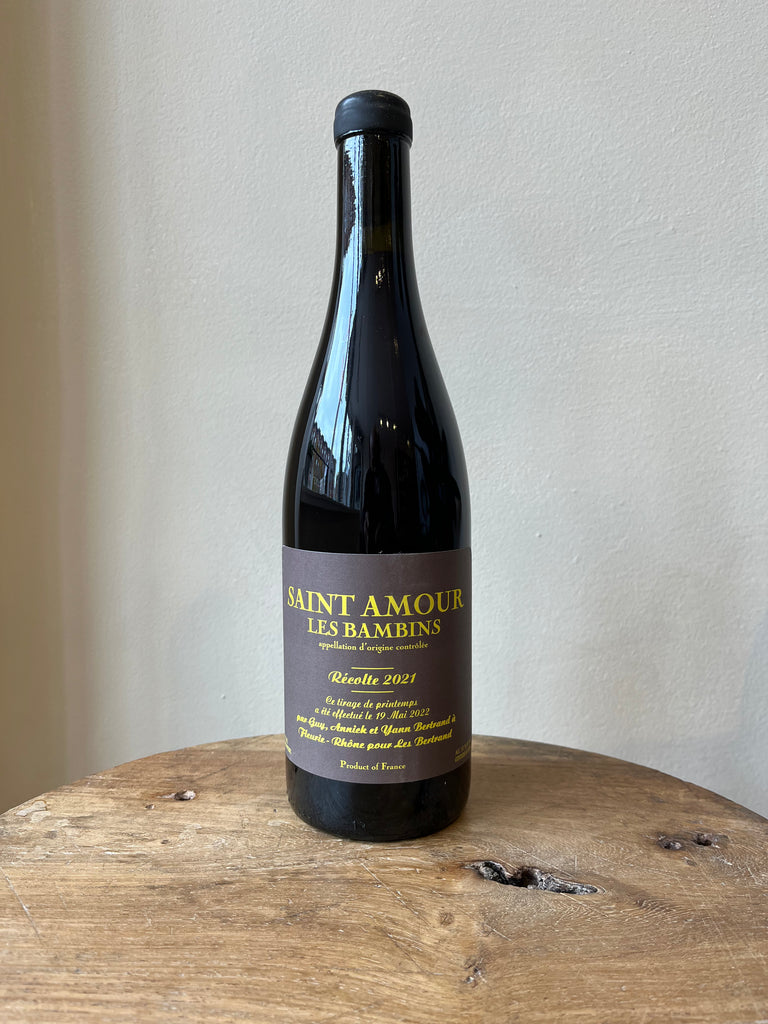 SAINT AMOUR
LES BAMBINS
appellation d'origine contrôlée
Récolte 2021
Ce tirage de printemps
a été effectué le 19 Mai 2022
par Guy, Annick et Yann Bertrand à
Fleurie - Rhône pour Les Bertrand
Product of France